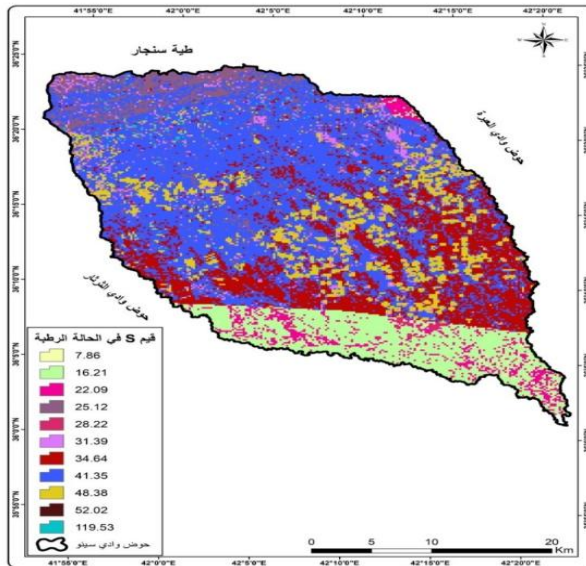 41°55'0"E 42°0'0"E 42°5'0"E 42°10'0"E 42°15'0"E 42°20'0"E
طية سنجار
حوض وادي العبرة
حوض وادي الثرثار
قيم S في الحالة الرطبة
7.86
16.21
22.09
25.12
28.22
31.39
34.64
41.35
48.38
52.02
119.53
حوض وادي سينو
0 5 10 20
Km
41°55'0"E 42°0'0"E 42°5'0"E 42°10'0"E 42°15'0"E 42°20'0"E